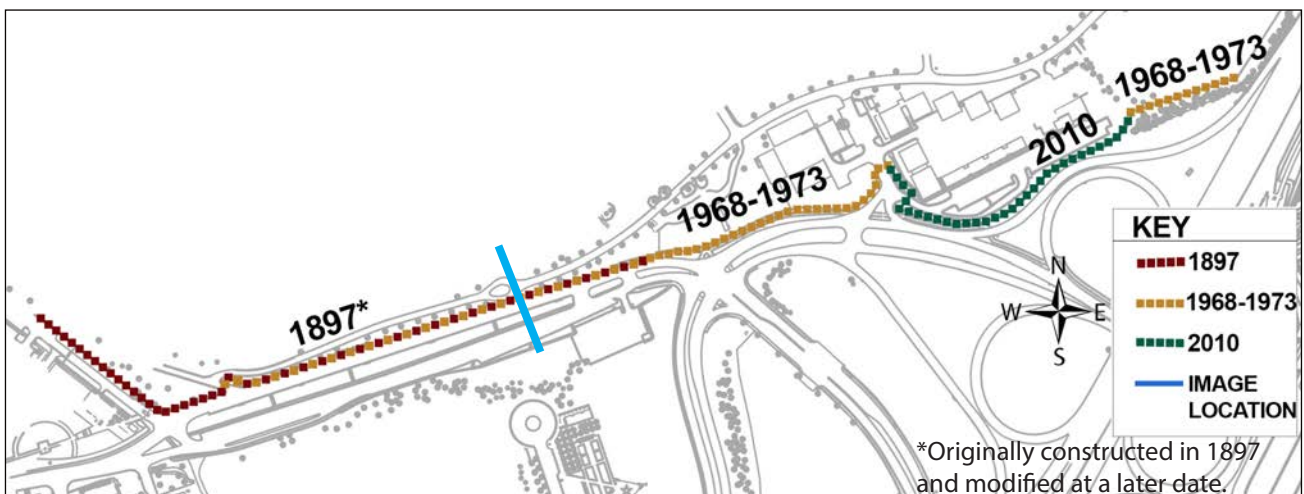 1968-1973
2010
1968-1973
1897*
KEY
1897
1968-1973
2010
IMAGE
LOCATION
N
W
E
S
*Originally constructed in 1897
and modified at a later date.